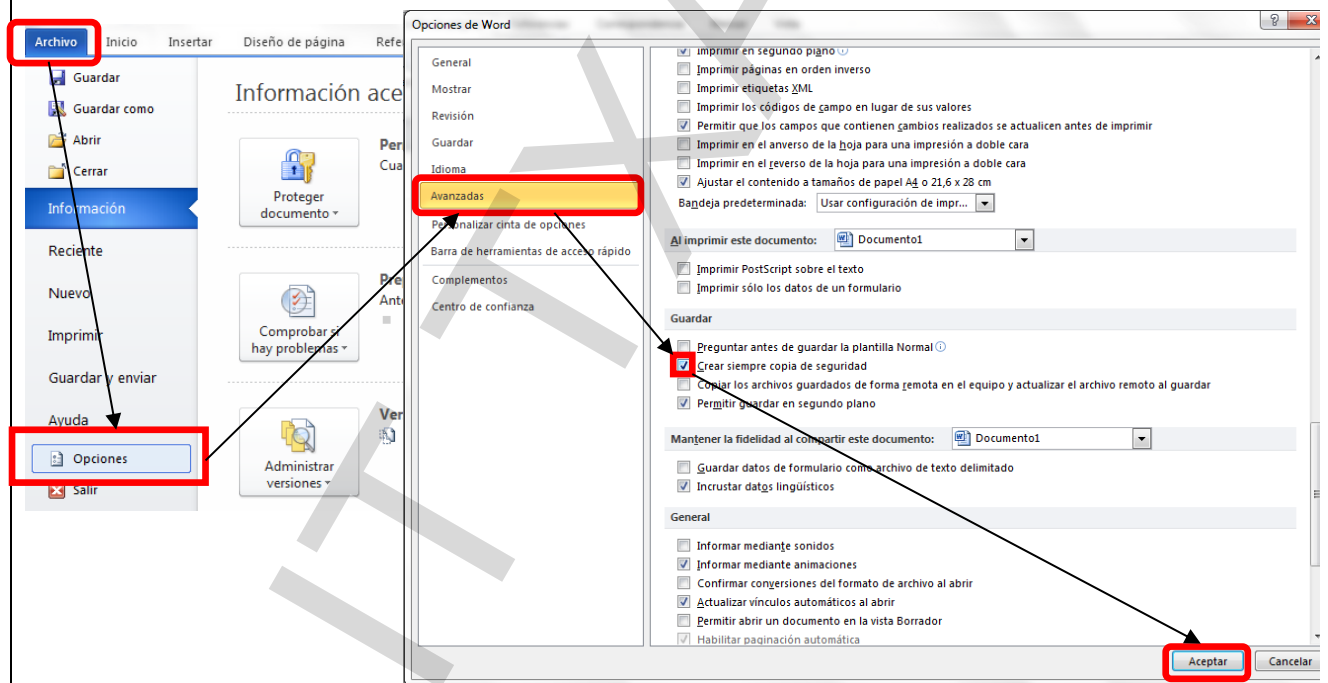 Archivo
Inicio
Insertar
Diseño de página
Guardar
Guardar como
Abrir
Cerrar
Información
Reciente
Nuevo
Imprimir
Guardar y enviar
Ayuda
Opciones
Salir
Información ace
Per
Cua
Proteger
documento
Pre
Ant
Comprobar si
hay problemas
Ver
Administrar
versiones
Opciones de Word
General
Mostrar
Revisión
Guardar
Idioma
Avanzadas
Personalizar cinta de opciones
Barra de herramientas de acceso rápido
Complementos
Centro de confianza
Imprimir en segundo plano
Imprimir páginas en orden inverso
Imprimir etiquetas XML
Imprimir los códigos de campo en lugar de sus valores
Permitir que los campos que contienen cambios realizados se actualicen antes de imprimir
Imprimir en el anverso de la hoja para una impresión a doble cara
Imprimir en el reverso de la hoja para una impresión a doble cara
Ajustar el contenido a tamaños de papel A4 o 21,6 x 28 cm
Bandeja predeterminada: Usar configuración de impr...
Al imprimir este documento: Documento1
Imprimir PostScript sobre el texto
Imprimir sólo los datos de un formulario
Guardar
Preguntar antes de guardar la plantilla Normal
Crear siempre copia de seguridad
Copiar los archivos guardados de forma remota en el equipo y actualizar el archivo remoto al guardar
Permitir guardar en segundo plano
Mantener la fidelidad al compartir este documento: Documento1
Guardar datos de formulario como archivo de texto delimitado
Incrustar datos lingüísticos
General
Informar mediante sonidos
Informar mediante animaciones
Confirmar conversiones del formato de archivo al abrir
Actualizar vínculos automáticos al abrir
Permitir abrir un documento en la vista Borrador
Habilitar paginación automática
Aceptar
Cancelar